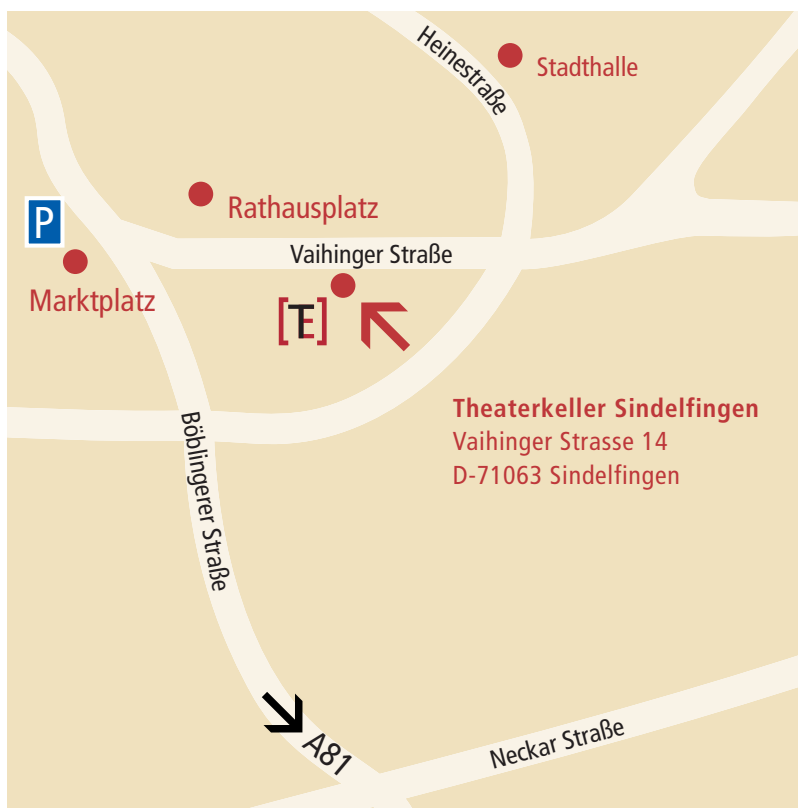 Heinestraße
Stadthalle
Rathausplatz
P
Vaihinger Straße
Marktplatz
[TE]
Theaterkeller Sindelfingen
Vaihinger Strasse 14
D-71063 Sindelfingen
Böblingerer Straße
A81
Neckar Straße